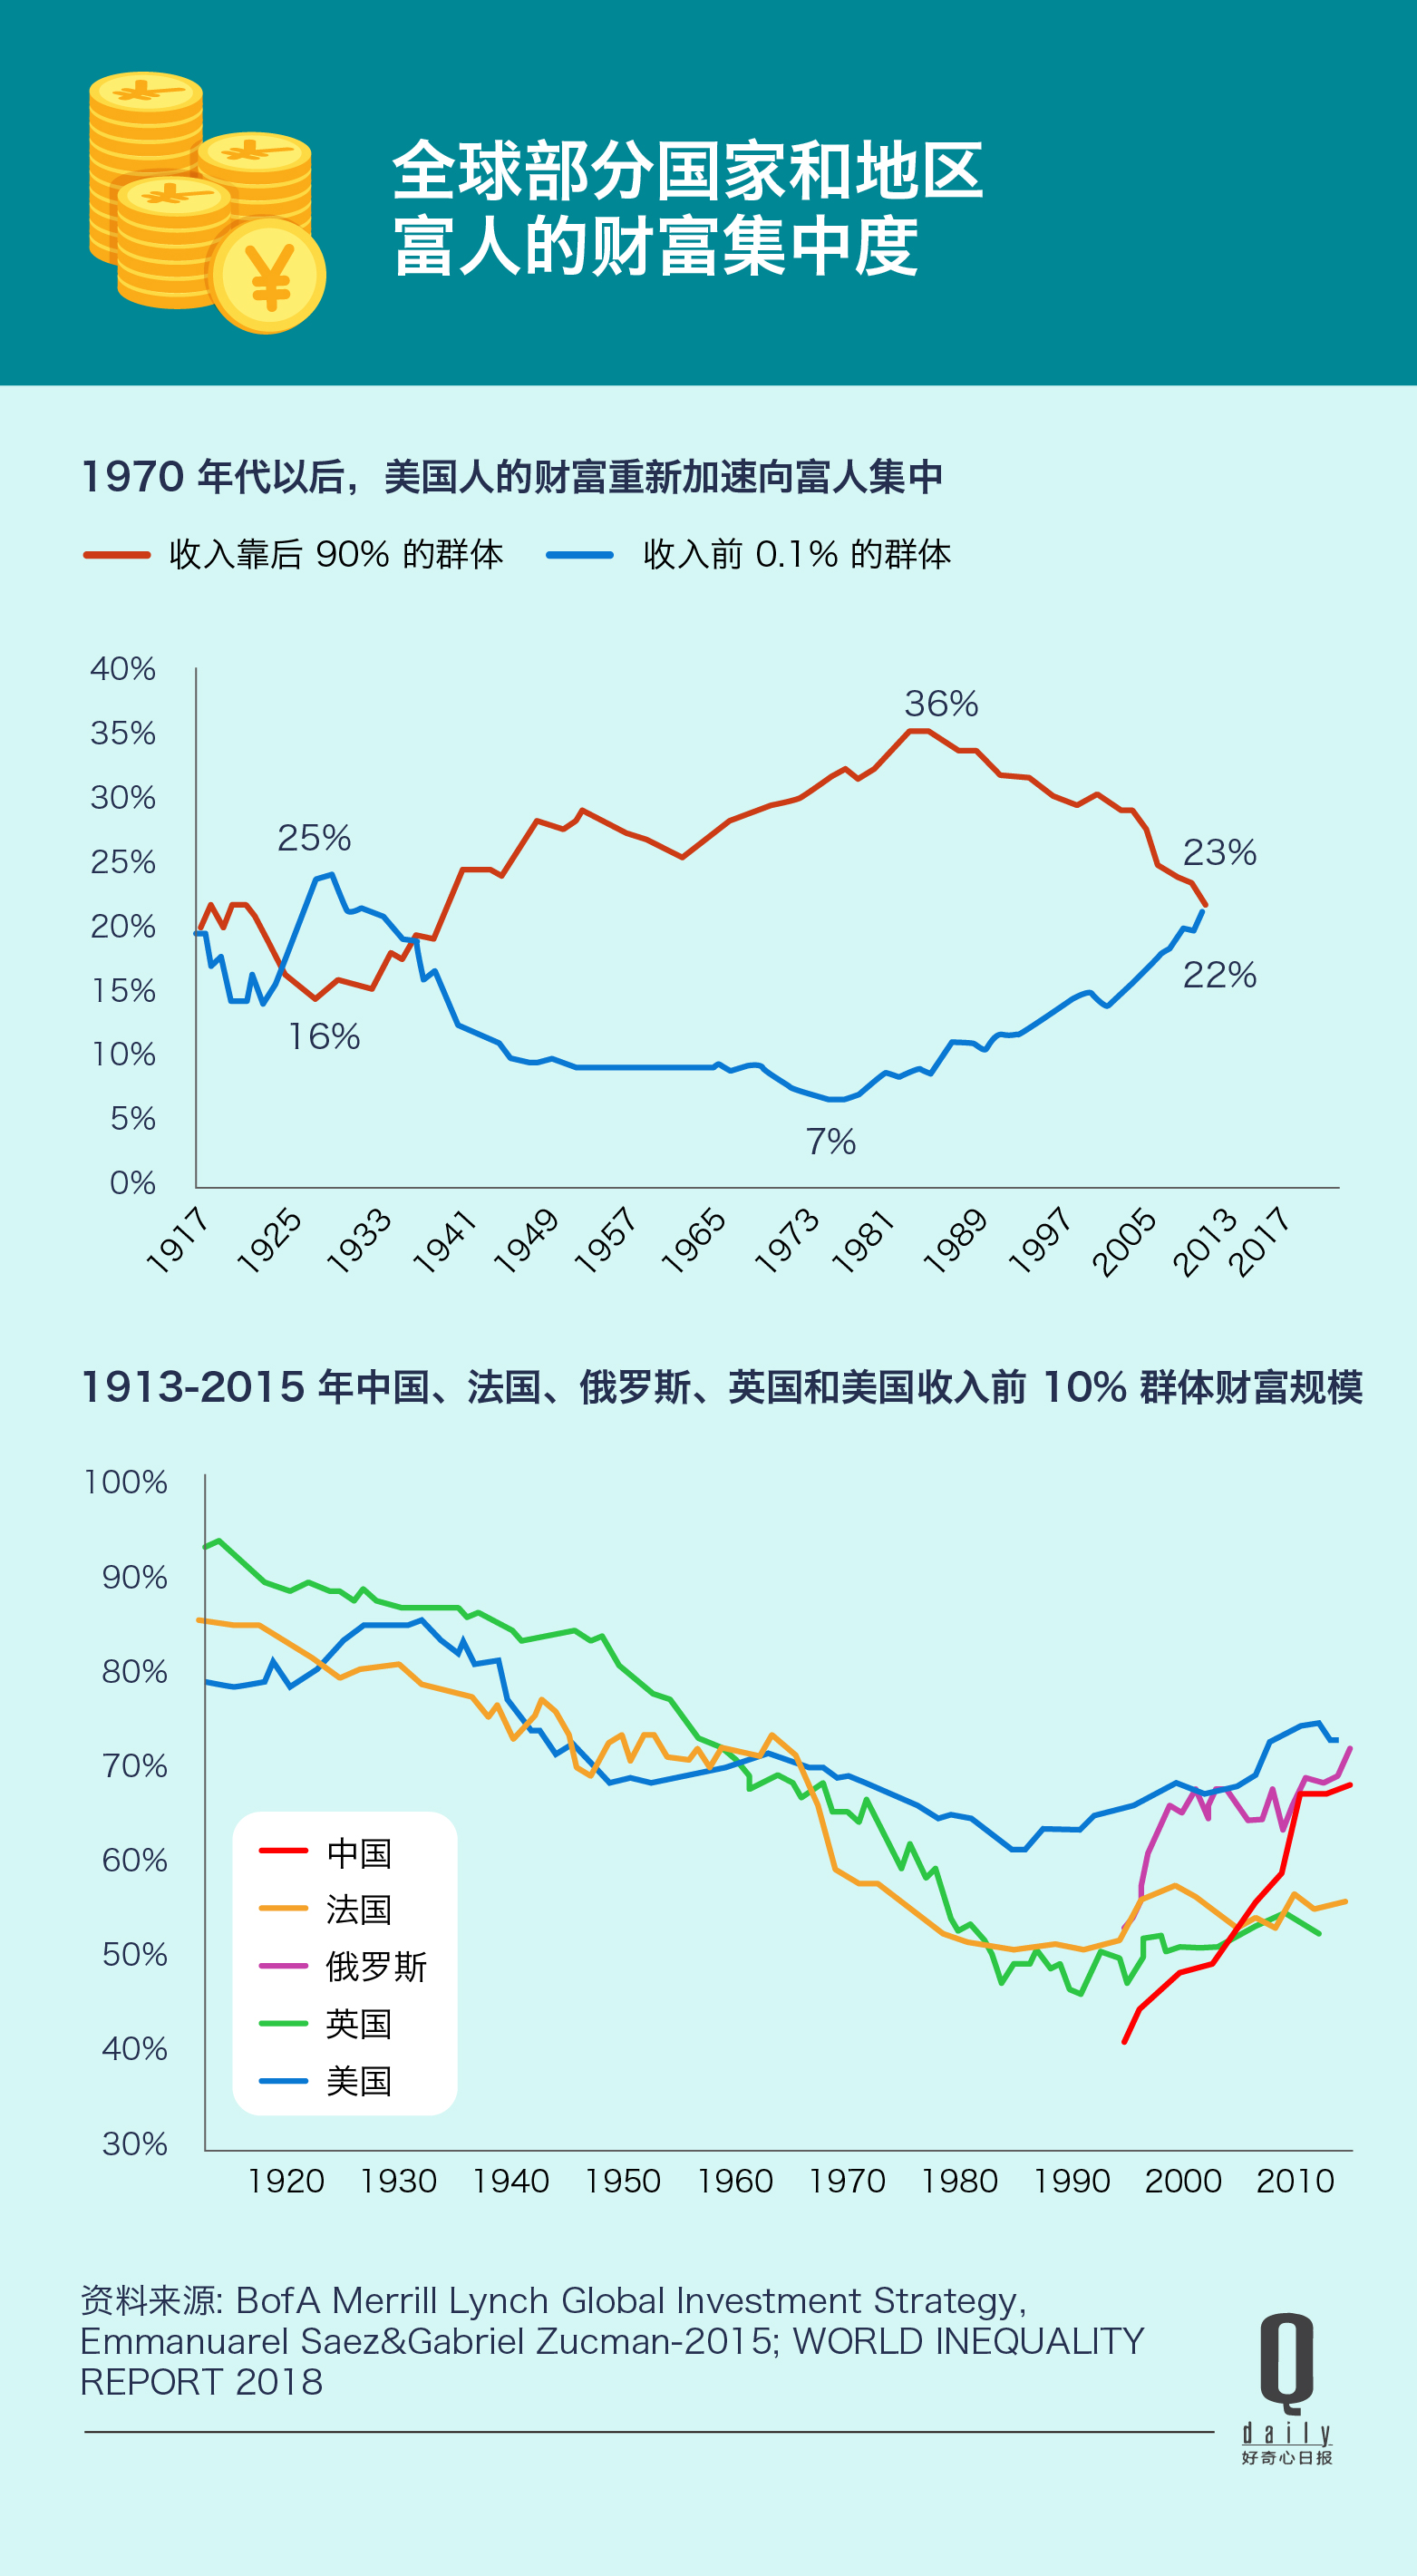 全球部分国家和地区
富人的财富集中度
¥
1970 年代以后，美国人的财富重新加速向富人集中
收入靠后 90% 的群体
收入前 0.1% 的群体
40%
35%
30%
25%
20%
15%
10%
5%
0%
36%
25%
23%
22%
16%
7%
1917
1925
1933
1941
1949
1957
1965
1973
1981
1989
1997
2005
2013
2017
1913-2015 年中国、法国、俄罗斯、英国和美国收入前 10% 群体财富规模
100%
90%
80%
70%
60%
50%
40%
30%
中国
法国
俄罗斯
英国
美国
1920
1930
1940
1950
1960
1970
1980
1990
2000
2010
资料来源: BofA Merrill Lynch Global Investment Strategy,
Emmanuarel Saez&Gabriel Zucman-2015; WORLD INEQUALITY
REPORT 2018
Q
daily
好奇心日报